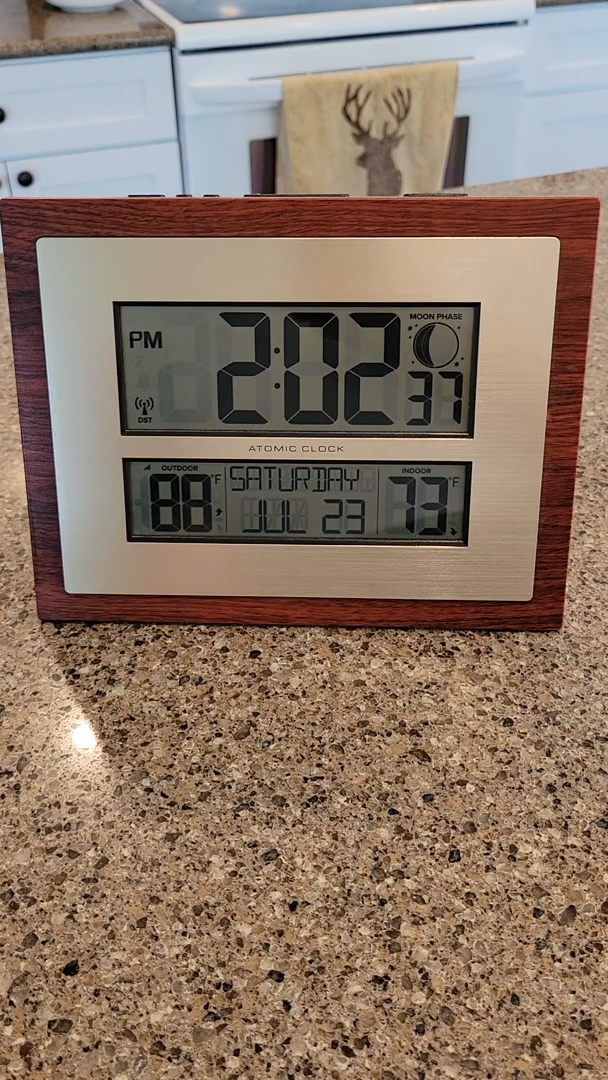 MOON PHASE
PM 2:02 37
DST
ATOMIC CLOCK
OUTDOOR INDOOR
88°F SATURDAY 73°F
JUL 23